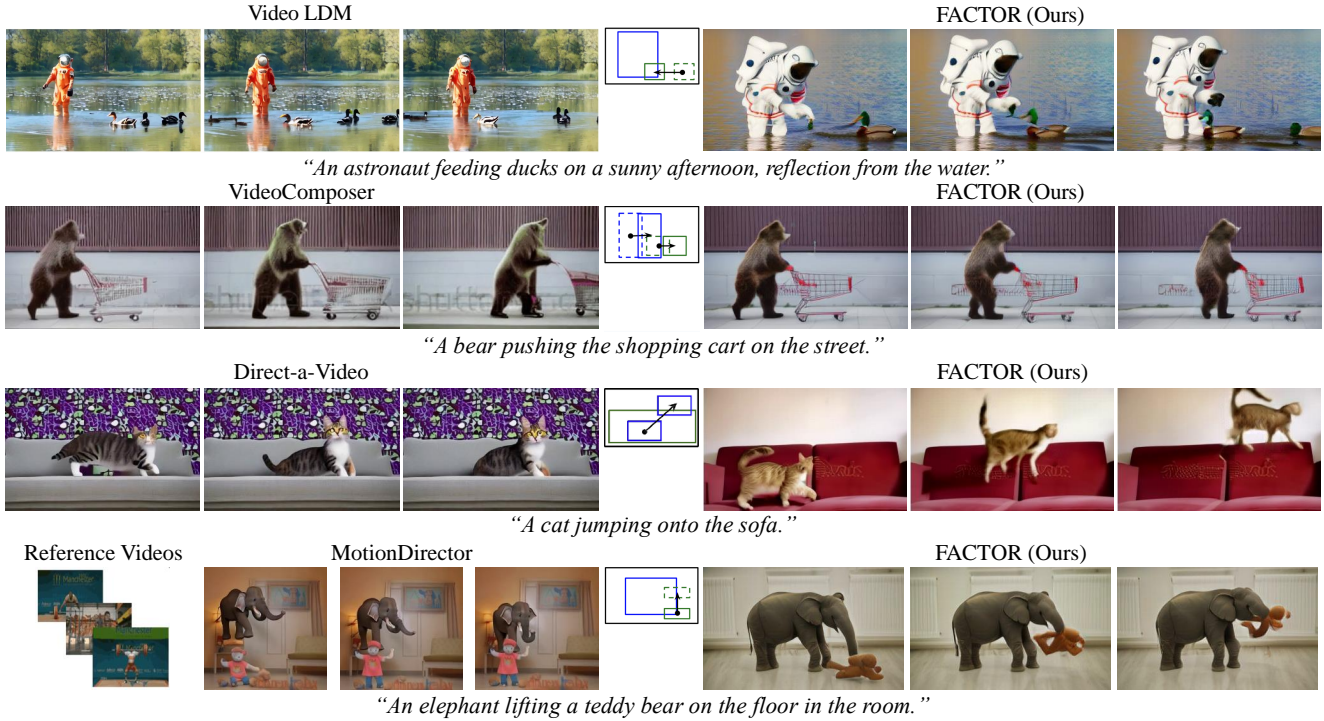 Video LDM
FACTOR (Ours)
“An astronaut feeding ducks on a sunny afternoon, reflection from the water.”
VideoComposer
FACTOR (Ours)
“A bear pushing the shopping cart on the street.”
Direct-a-Video
FACTOR (Ours)
“A cat jumping onto the sofa.”
Reference Videos
MotionDirector
FACTOR (Ours)
“An elephant lifting a teddy bear on the floor in the room.”